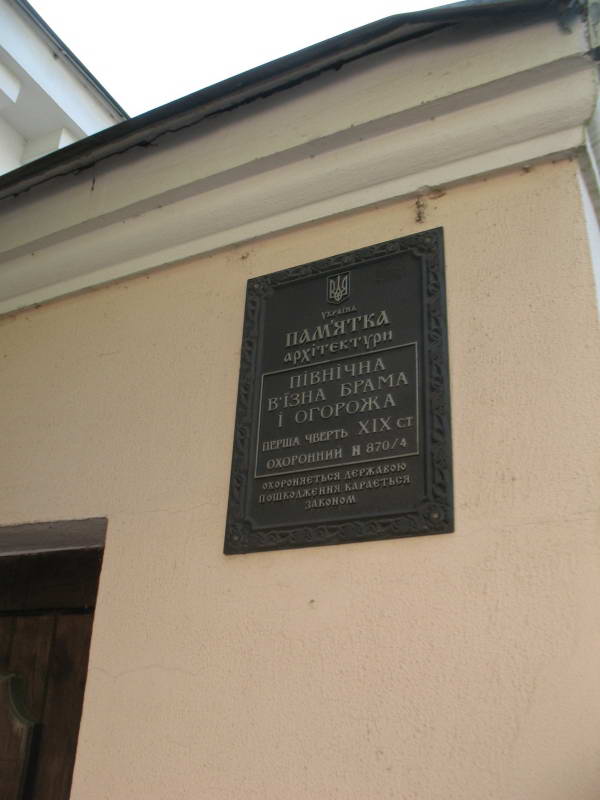 УКРАЇНА
ПАМ'ЯТКА
АРХІТЕКТУРИ
ПІВНІЧНА
В'ЇЗНА БРАМА
І ОГОРОЖА
ПЕРША ЧВЕРТЬ XIX СТ
ОХОРОННИЙ N 870/4
ОХОРОНЯЄТЬСЯ ДЕРЖАВОЮ
ПОШКОДЖЕННЯ КАРАЄТЬСЯ
ЗАКОНОМ